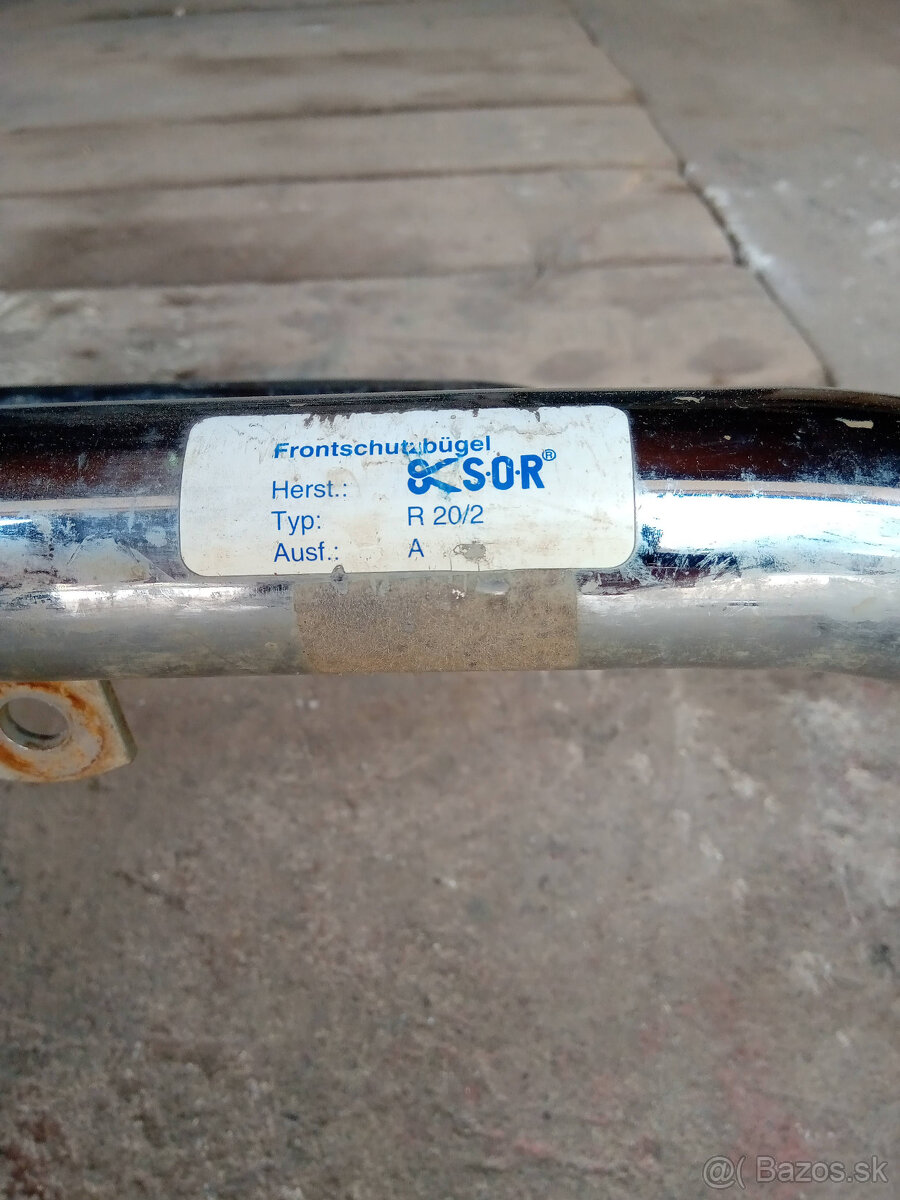 Frontschutzbügel
Herst.: S·O·R®
Typ: R 20/2
Ausf.: A
@( Bazos.sk